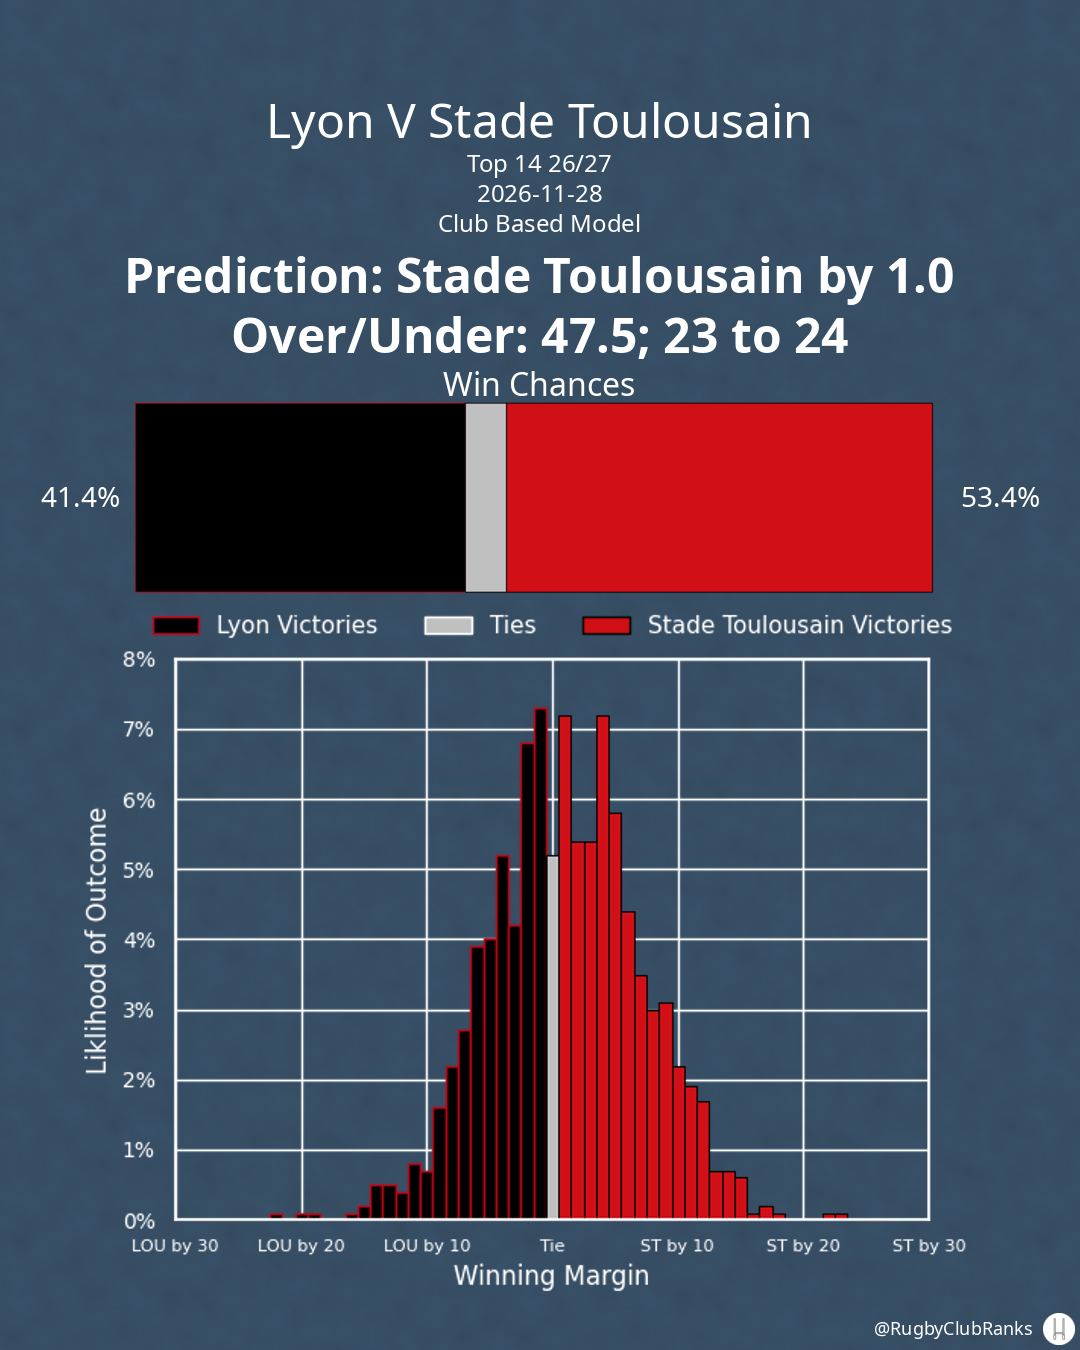 Lyon V Stade Toulousain
Top 14 26/27
2026-11-28
Club Based Model
Prediction: Stade Toulousain by 1.0
Over/Under: 47.5; 23 to 24
Win Chances
41.4%
53.4%
Lyon Victories
Ties
Stade Toulousain Victories
8%
7%
6%
5%
4%
3%
2%
1%
0%
Liklihood of Outcome
LOU by 30
LOU by 20
LOU by 10
Tie
ST by 10
ST by 20
ST by 30
Winning Margin
@RugbyClubRanks